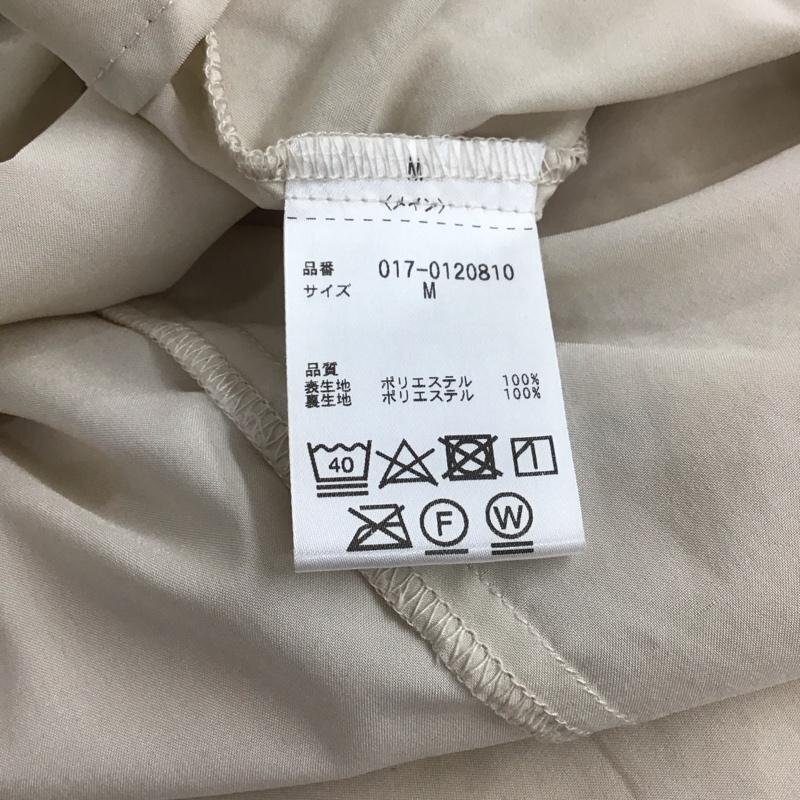 M
〈メイン〉
品番 017-0120810
サイズ M
品質
表生地 ポリエステル 100%
裏生地 ポリエステル 100%
40
F W